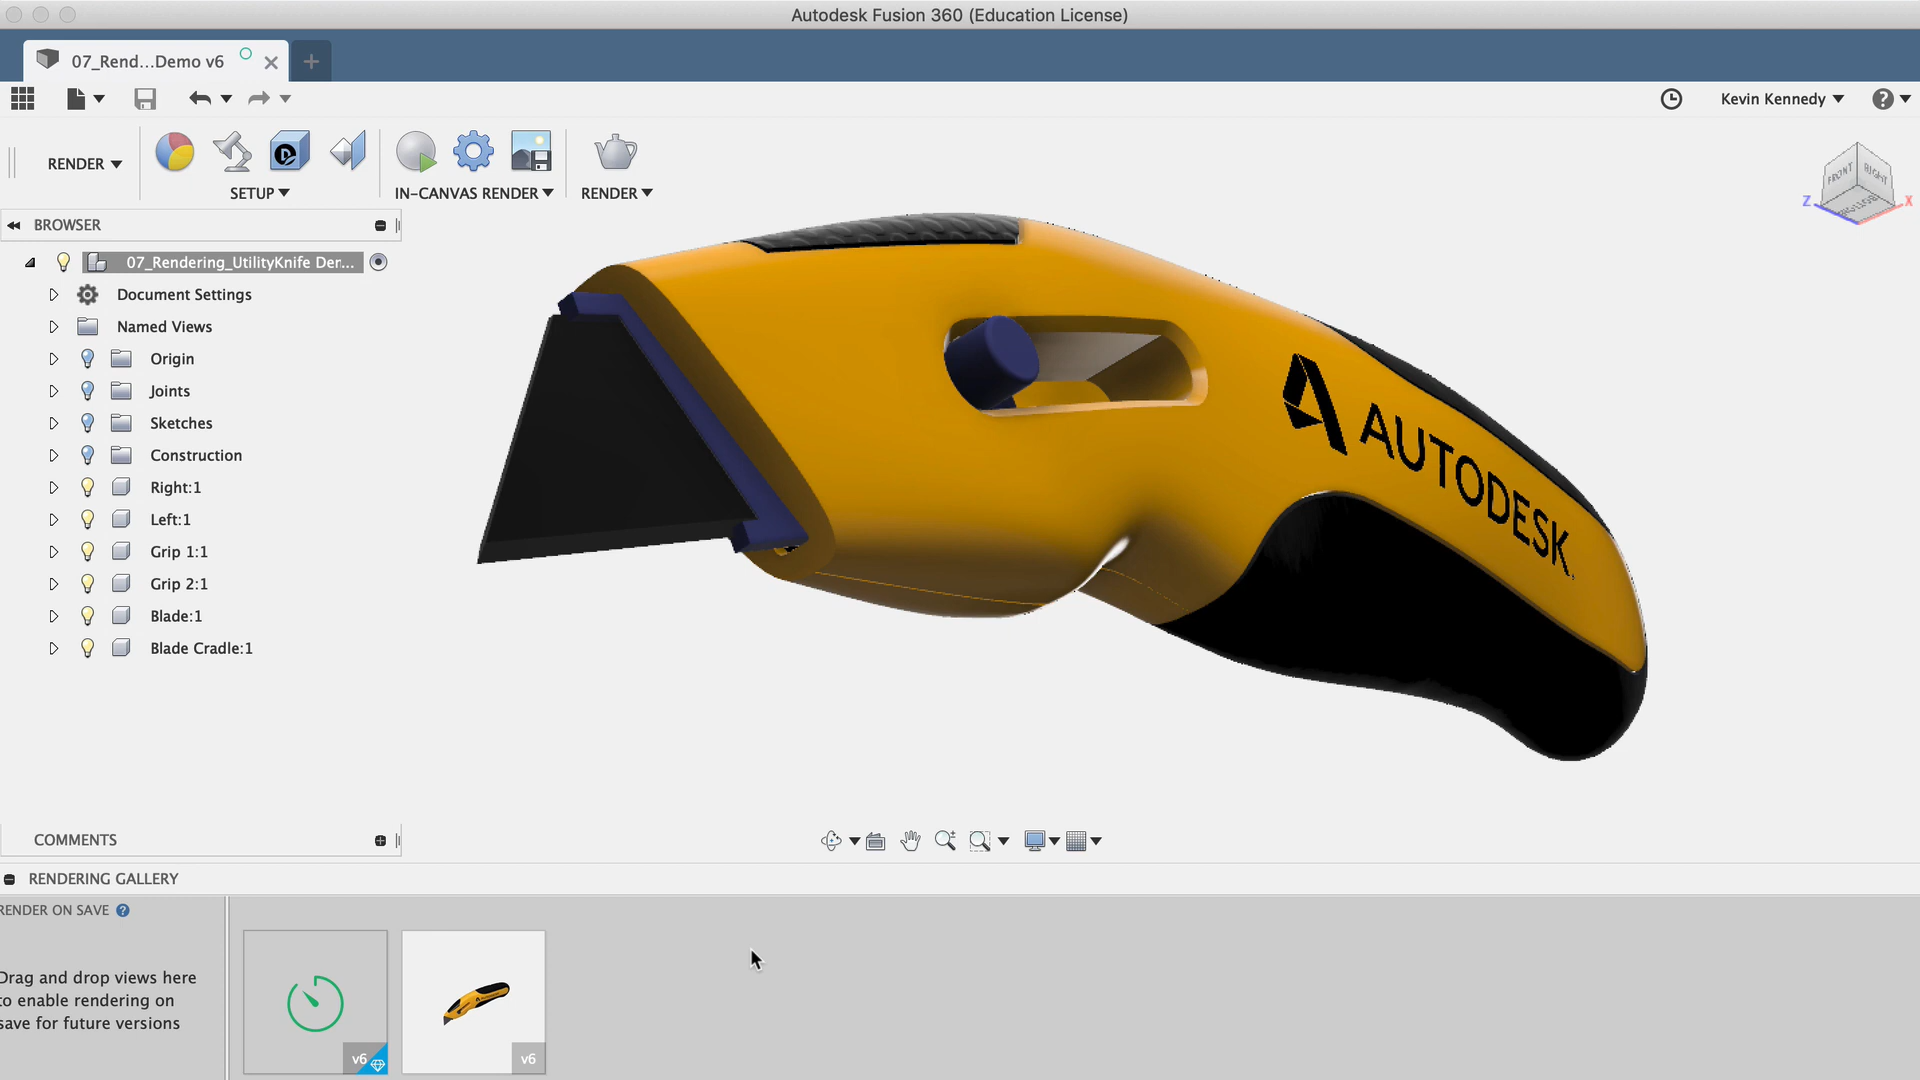 Autodesk Fusion 360 (Education License)
07_Rend...Demo v6
Kevin Kennedy
RENDER
SETUP
IN-CANVAS RENDER
RENDER
FRONT
RIGHT
BOTTOM
Z
X
BROWSER
07_Rendering_UtilityKnife Der...
Document Settings
Named Views
Origin
Joints
Sketches
Construction
Right:1
Left:1
Grip 1:1
Grip 2:1
Blade:1
Blade Cradle:1
AUTODESK.
COMMENTS
RENDERING GALLERY
RENDER ON SAVE
Drag and drop views here
to enable rendering on
save for future versions
v6
v6